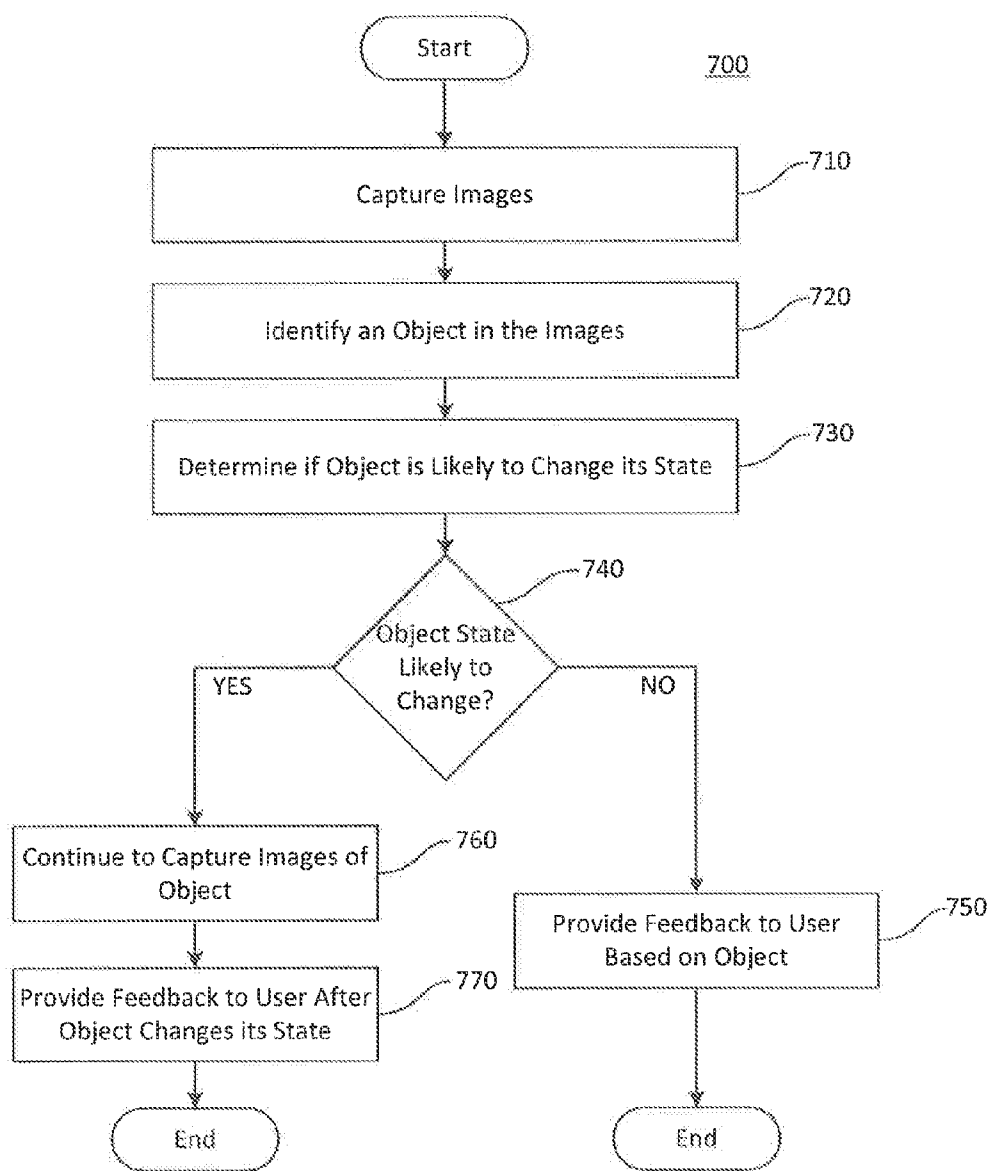 Start
700
Capture Images
710
Identify an Object in the Images
720
Determine if Object is Likely to Change its State
730
740
Object State
Likely to
Change?
YES
NO
Continue to Capture Images of
Object
760
Provide Feedback to User
Based on Object
750
Provide Feedback to User After
Object Changes its State
770
End
End